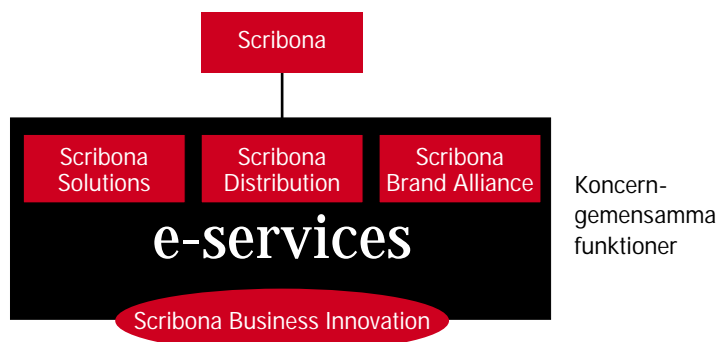 Scribona
Scribona
Solutions
Scribona
Distribution
Scribona
Brand Alliance
e-services
Scribona Business Innovation
Koncern-
gemensamma
funktioner